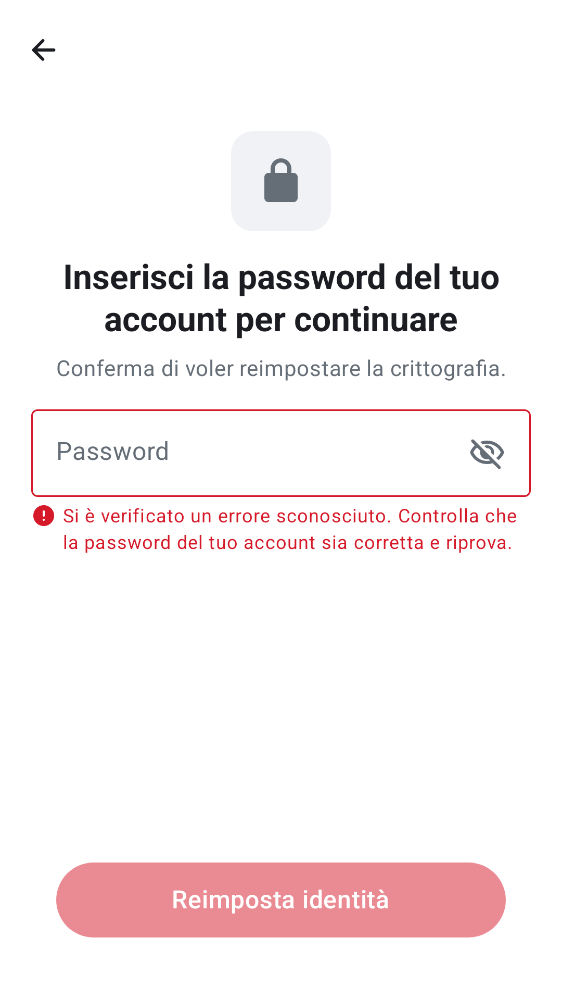 Inserisci la password del tuo
account per continuare
Conferma di voler reimpostare la crittografia.
Password
Si è verificato un errore sconosciuto. Controlla che
la password del tuo account sia corretta e riprova.
Reimposta identità